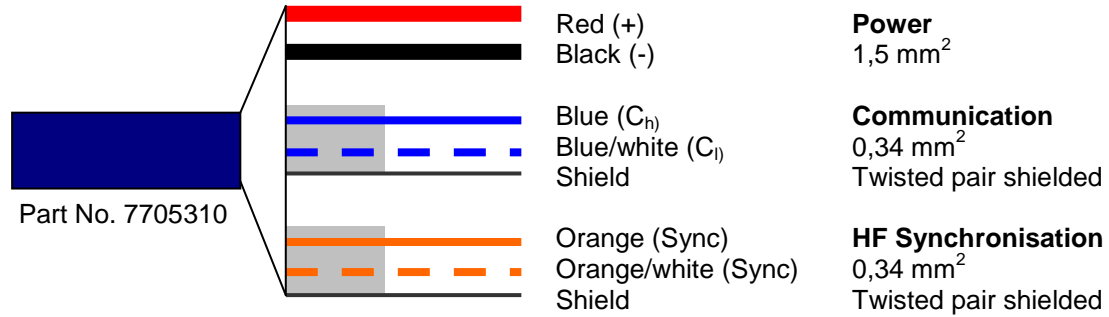 Red (+) Power
Black (-) 1,5 mm²
Blue (Cₕ) Communication
Blue/white (Cₗ) 0,34 mm²
Shield Twisted pair shielded
Part No. 7705310
Orange (Sync) HF Synchronisation
Orange/white (Sync) 0,34 mm²
Shield Twisted pair shielded